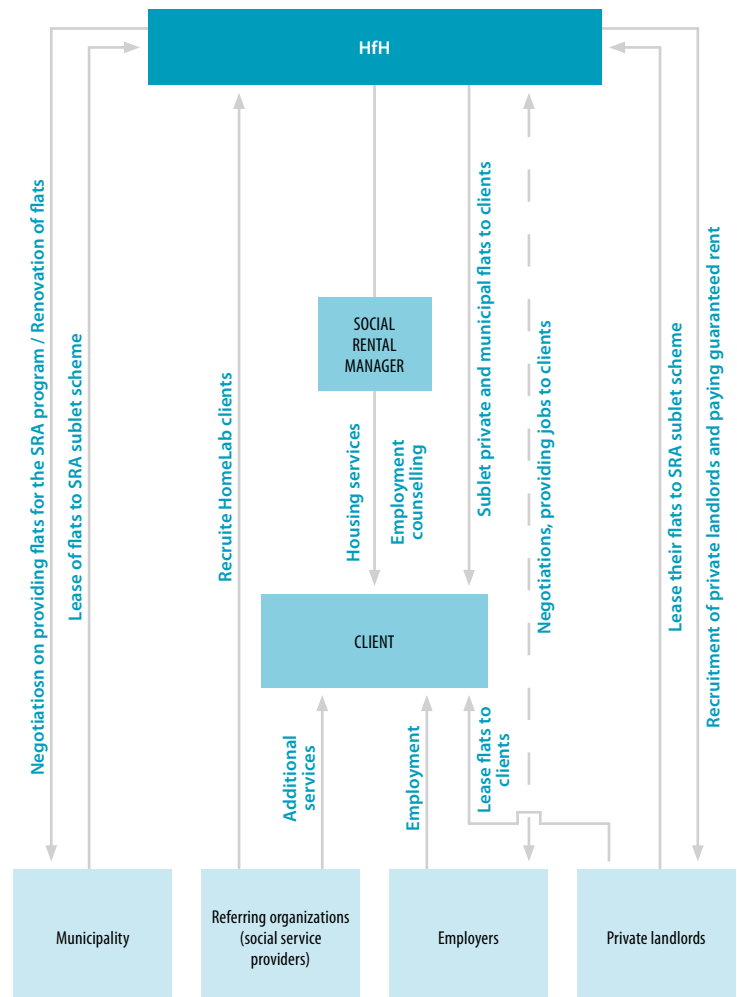 HfH
Negotiatiosn on providing flats for the SRA program / Renovation of flats
Lease of flats to SRA sublet scheme
Recruite HomeLab clients
SOCIAL
RENTAL
MANAGER
Housing services
Employment
counselling
Sublet private and municipal flats to clients
Negotiations, providing jobs to clients
Lease their flats to SRA sublet scheme
Recruitment of private landlords and paying guaranteed rent
CLIENT
Additional
services
Employment
Lease flats to
clients
Municipality
Referring organizations
(social service
providers)
Employers
Private landlords